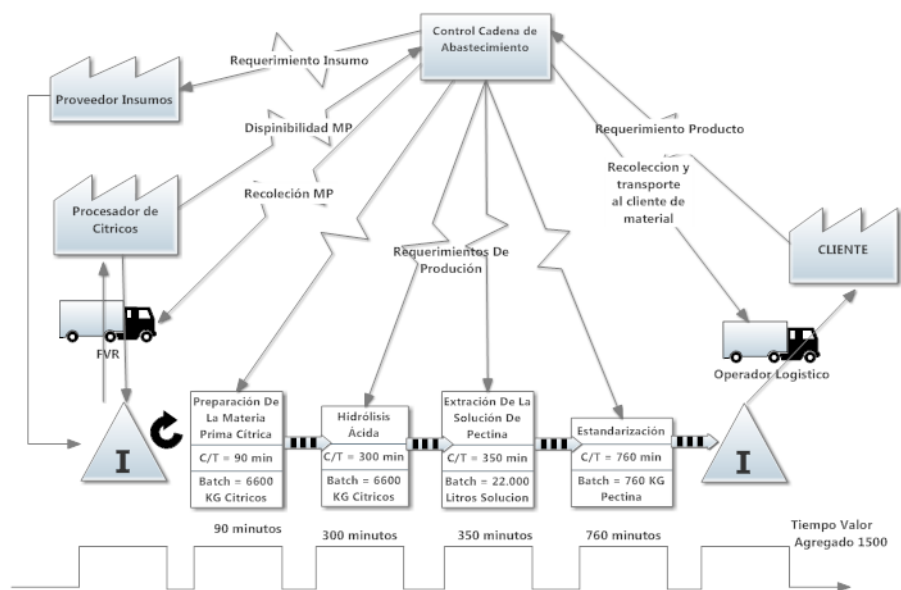 Control Cadena de
Abastecimiento
Requerimiento Insumo
Proveedor Insumos
Dispinibilidad MP
Requerimiento Producto
Recoleccion y
transporte
al cliente de
material
Recoleción MP
Procesador de
Citricos
Requerimientos De
Produción
CLIENTE
FVR
Operador Logistico
I
Preparación De
La Materia
Prima Cítrica
C/T = 90 min
Batch = 6600
KG Citricos
Hidrólisis
Ácida
C/T = 300 min
Batch = 6600
KG Citricos
Extración De La
Solución De
Pectina
C/T = 350 min
Batch = 22.000
Litros Solucion
Estandarización
C/T = 760 min
Batch = 760 KG
Pectina
I
90 minutos
300 minutos
350 minutos
760 minutos
Tiempo Valor
Agregado 1500